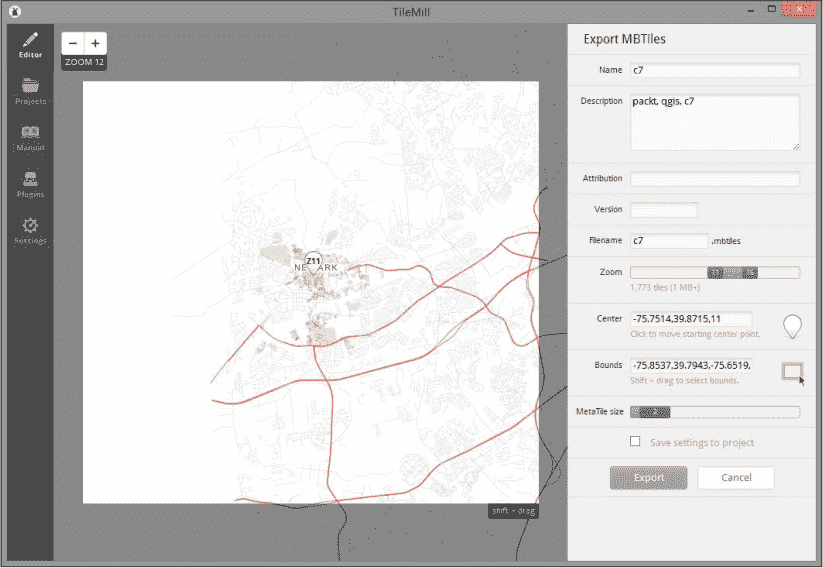 TileMill
Editor
Projects
Manual
Plugins
Settings
ZOOM 12
Z11
shift + drag
Export MBTiles
Name c7
Description packt, qgis, c7
Attribution
Version
Filename c7 .mbtiles
Zoom
1,773 tiles (1 MB+)
Center -75.7514,39.8715,11
Click to move starting center point.
Bounds -75.8537,39.7943,-75.6519,
Shift + drag to select bounds.
MetaTile size 2
Save settings to project
Export Cancel